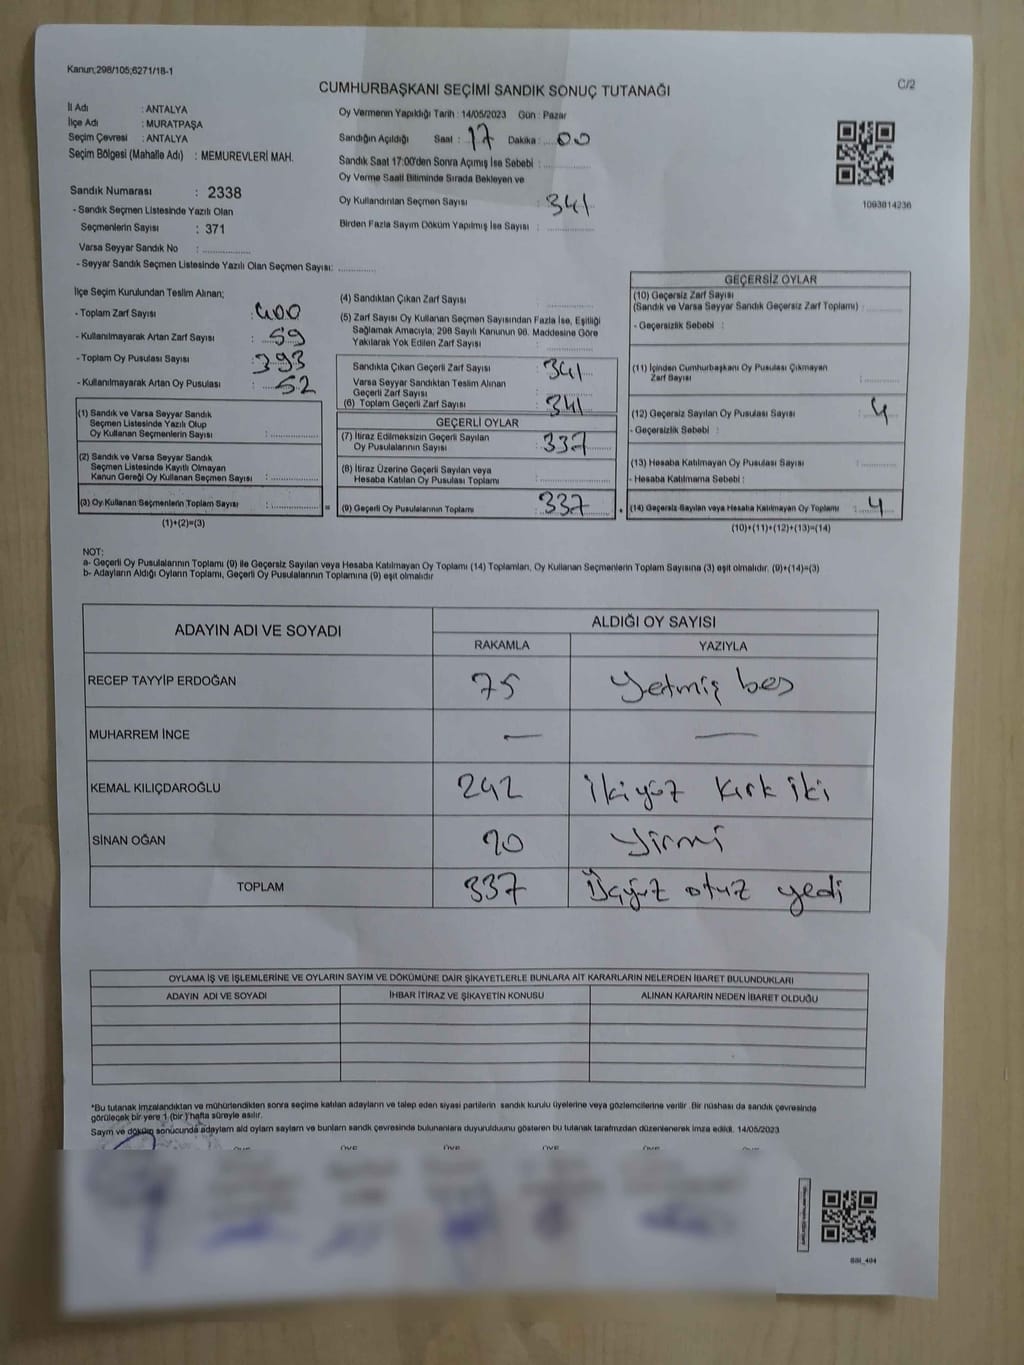 Kanun;298/105;6271/18-1
C/2
CUMHURBAŞKANI SEÇİMİ SANDIK SONUÇ TUTANAĞI
İl Adı : ANTALYA
İlçe Adı : MURATPAŞA
Seçim Çevresi : ANTALYA
Seçim Bölgesi (Mahalle Adı) : MEMUREVLERİ MAH.
Oy Vermenin Yapıldığı Tarih : 14/05/2023 Gün : Pazar
Sandığın Açıldığı Saat : 17 Dakika : 00
Sandık Saat 17:00'den Sonra Açımış İse Sebebi :
Oy Verme Saati Bitiminde Sırada Bekleyen ve
Oy Kullandırılan Seçmen Sayısı 341
Birden Fazla Sayım Döküm Yapılmış İse Sayısı :
1093814236
Sandık Numarası : 2338
- Sandık Seçmen Listesinde Yazılı Olan
Seçmenlerin Sayısı : 371
Varsa Seyyar Sandık No :
- Seyyar Sandık Seçmen Listesinde Yazılı Olan Seçmen Sayısı:
İlçe Seçim Kurulundan Teslim Alınan;
- Toplam Zarf Sayısı : 400
- Kullanılmayarak Artan Zarf Sayısı : 59
- Toplam Oy Pusulası Sayısı : 393
- Kullanılmayarak Artan Oy Pusulası : 52
(1) Sandık ve Varsa Seyyar Sandık
Seçmen Listesinde Yazılı Olup
Oy Kullanan Seçmenlerin Sayısı :
(2) Sandık ve Varsa Seyyar Sandık
Seçmen Listesinde Kayıtlı Olmayan
Kanun Gereği Oy Kullanan Seçmen Sayısı :
(3) Oy Kullanan Seçmenlerin Toplam Sayısı :
(1)+(2)=(3)
(4) Sandıktan Çıkan Zarf Sayısı
(5) Zarf Sayısı Oy Kullanan Seçmen Sayısından Fazla İse, Eşitliği
Sağlamak Amacıyla; 298 Sayılı Kanunun 98. Maddesine Göre
Yakılarak Yok Edilen Zarf Sayısı :
Sandıkta Çıkan Geçerli Zarf Sayısı 341
Varsa Seyyar Sandıktan Teslim Alınan
Geçerli Zarf Sayısı :
(6) Toplam Geçerli Zarf Sayısı 341
GEÇERLİ OYLAR
(7) İtiraz Edilmeksizin Geçerli Sayılan
Oy Pusulalarının Sayısı : 337
(8) İtiraz Üzerine Geçerli Sayılan veya
Hesaba Katılan Oy Pusulası Toplamı :
= (9) Geçerli Oy Pusulalarının Toplamı : 337 +
GEÇERSİZ OYLAR
(10) Geçersiz Zarf Sayısı
(Sandık ve Varsa Seyyar Sandık Geçersiz Zarf Toplamı) :
- Geçersizlik Sebebi :
(11) İçinden Cumhurbaşkanı Oy Pusulası Çıkmayan
Zarf Sayısı :
(12) Geçersiz Sayılan Oy Pusulası Sayısı 4
- Geçersizlik Sebebi :
(13) Hesaba Katılmayan Oy Pusulası Sayısı
- Hesaba Katılmama Sebebi :
(14) Geçersiz Sayılan veya Hesaba Katılmayan Oy Toplamı : 4
(10)+(11)+(12)+(13)=(14)
NOT:
a- Geçerli Oy Pusulalarının Toplamı (9) ile Geçersiz Sayılan veya Hesaba Katılmayan Oy Toplamı (14) Toplamları, Oy Kullanan Seçmenlerin Toplam Sayısına (3) eşit olmalıdır. (9)+(14)=(3)
b- Adayların Aldığı Oyların Toplamı, Geçerli Oy Pusulalarının Toplamına (9) eşit olmalıdır
ADAYIN ADI VE SOYADI
ALDIĞI OY SAYISI
RAKAMLA YAZIYLA
RECEP TAYYİP ERDOĞAN 75 Yetmiş beş
MUHARREM İNCE — —
KEMAL KILIÇDAROĞLU 242 İkiyüz kırk iki
SİNAN OĞAN 20 Yirmi
TOPLAM 337 Üçyüz otuz yedi
OYLAMA İŞ VE İŞLEMLERİNE VE OYLARIN SAYIM VE DÖKÜMÜNE DAİR ŞİKAYETLERLE BUNLARA AİT KARARLARIN NELERDEN İBARET BULUNDUKLARI
ADAYIN ADI VE SOYADI İHBAR İTİRAZ VE ŞİKAYETİN KONUSU ALINAN KARARIN NEDEN İBARET OLDUĞU
*Bu tutanak imzalandıktan ve mühürlendikten sonra seçime katılan adayların ve talep eden siyasi partilerin sandık kurulu üyelerine veya gözlemcilerine verilir. Bir nüshası da sandık çevresinde
görülecek bir yere 1 (bir) hafta süreyle asılır.
Sayım ve döküm sonucunda adayların ald oylarn saylarn ve bunların sandk çevresinde bulunanlara duyurulduunu gösteren bu tutanak tarafmzdan düzenlenerek imza edildi. 14/05/2023